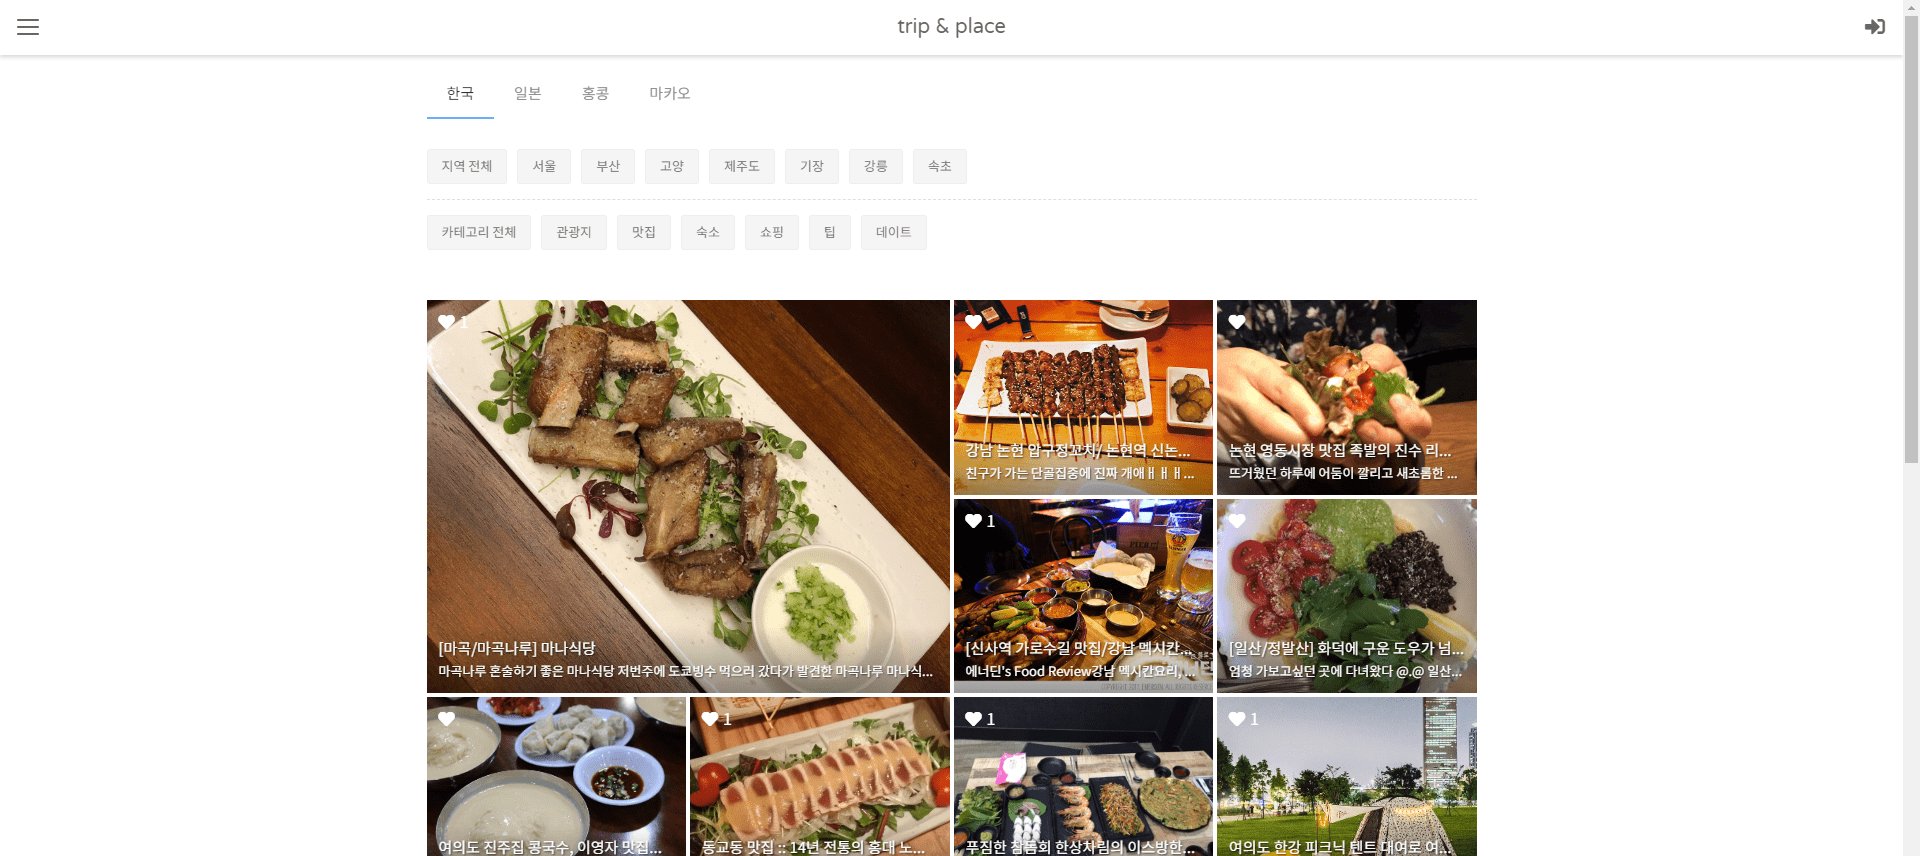 trip & place
한국 일본 홍콩 마카오
지역 전체 서울 부산 고양 제주도 기장 강릉 속초
카테고리 전체 관광지 맛집 숙소 쇼핑 팁 데이트
1
[마곡/마곡나루] 마나식당
마곡나루 혼술하기 좋은 마나식당 저번주에 도쿄빙수 먹으러 갔다가 발견한 마곡나루 마나식...
강남 논현 압구정꼬치/ 논현역 신논...
친구가 가는 단골집중에 진짜 개애ㅐㅐㅐ...
논현 영동시장 맛집 족발의 진수 리...
뜨거웠던 하루에 어둠이 깔리고 새초롬한 ...
1
[신사역 가로수길 맛집/강남 멕시칸...
에너딘's Food Review강남 멕시칸요리, ...
[일산/정발산] 화덕에 구운 도우가 넘...
엄청 가보고싶던 곳에 다녀왔다 @.@ 일산...
여의도 진주집 콩국수, 이영자 맛집...
1
동교동 맛집 :: 14년 전통의 홍대 노...
1
푸짐한 참돔회 한상차림의 이스방한...
1
여의도 한강 피크닉 텐트 대여로 여...